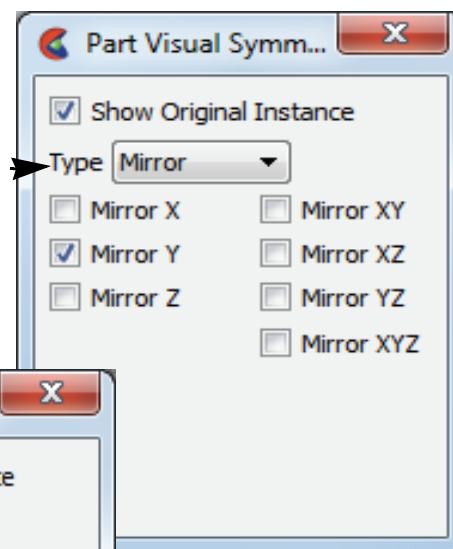 Part Visual Symm...
Show Original Instance
Type Mirror
Mirror X Mirror XY
Mirror Y Mirror XZ
Mirror Z Mirror YZ
Mirror XYZ